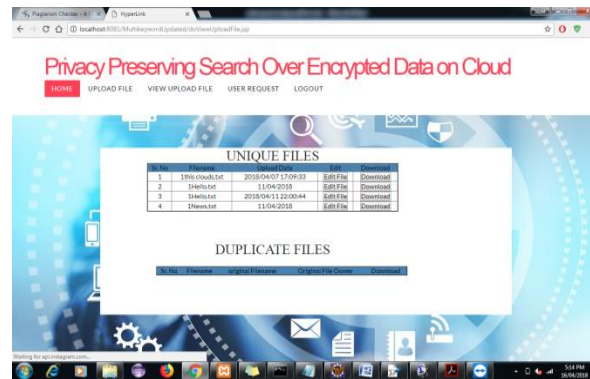 Plagiarism Checker - A
HyperLink
localhost:8081/MultikeywordUpdated/doViewUploadFile.jsp
Privacy Preserving Search Over Encrypted Data on Cloud
HOME UPLOAD FILE VIEW UPLOAD FILE USER REQUEST LOGOUT
UNIQUE FILES
Sr. No Filename Upload Date Edit Download
1 1this clouds.txt 2018/04/07 17:09:33 Edit File Download
2 1Hello.txt 11/04/2018 Edit File Download
3 1Hello.txt 2018/04/11 22:00:44 Edit File Download
4 1News.txt 11/04/2018 Edit File Download
DUPLICATE FILES
Sr. No Filename original Filename Original File Owner Download
Waiting for api.instagram.com...
5:14 PM
16/04/2018